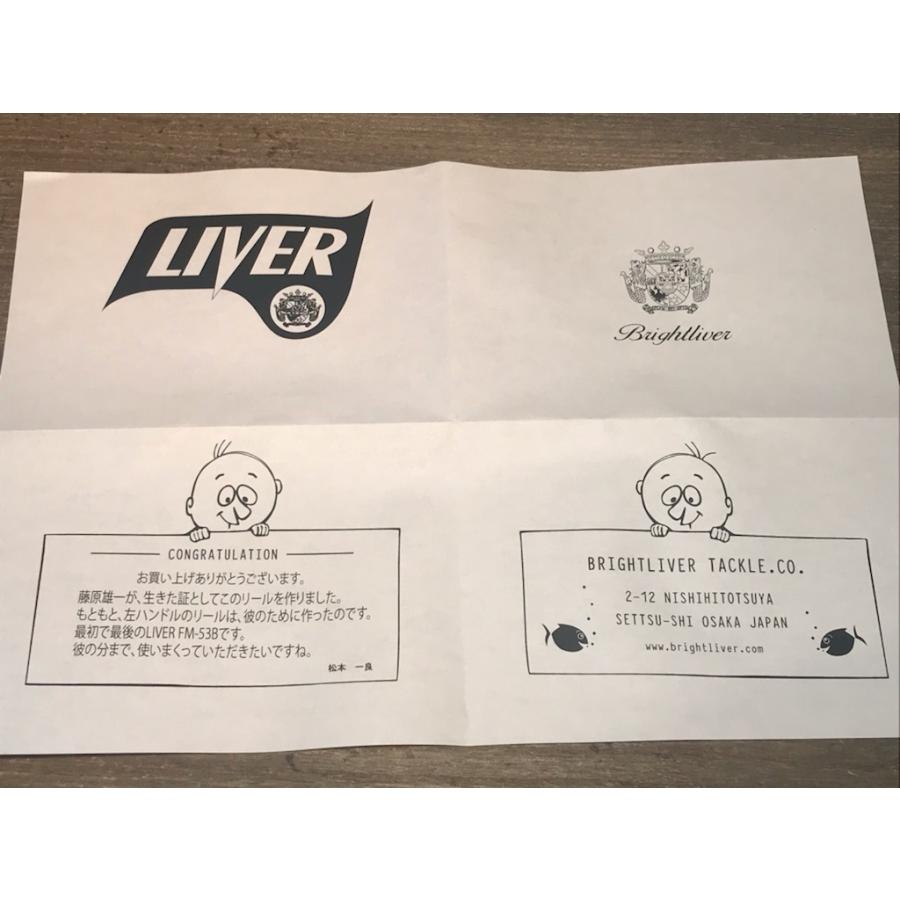 LIVER
Brightliver
CONGRATULATION
お買い上げありがとうございます。
藤原雄一が、生きた証としてこのリールを作りました。
もともと、左ハンドルのリールは、彼のために作ったのです。
最初で最後のLIVER FM-53Bです。
彼の分まで、使いまくっていただきたいですね。
松本　一良
BRIGHTLIVER TACKLE.CO.
2-12 NISHIHITOTSUYA
SETTSU-SHI OSAKA JAPAN
www.brightliver.com